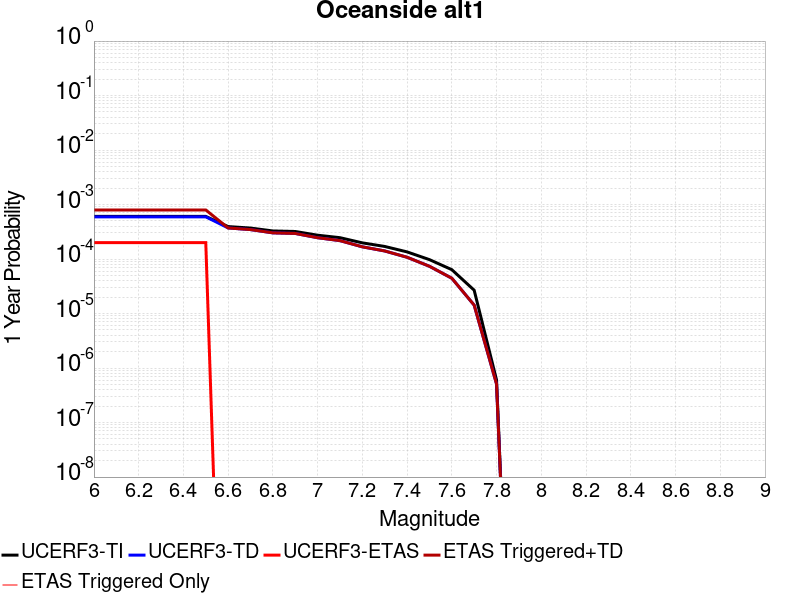 Oceanside alt1
10^0
10^-1
10^-2
10^-3
10^-4
10^-5
10^-6
10^-7
10^-8
1 Year Probability
6 6.2 6.4 6.6 6.8 7 7.2 7.4 7.6 7.8 8 8.2 8.4 8.6 8.8 9
Magnitude
UCERF3-TI UCERF3-TD UCERF3-ETAS ETAS Triggered+TD
ETAS Triggered Only